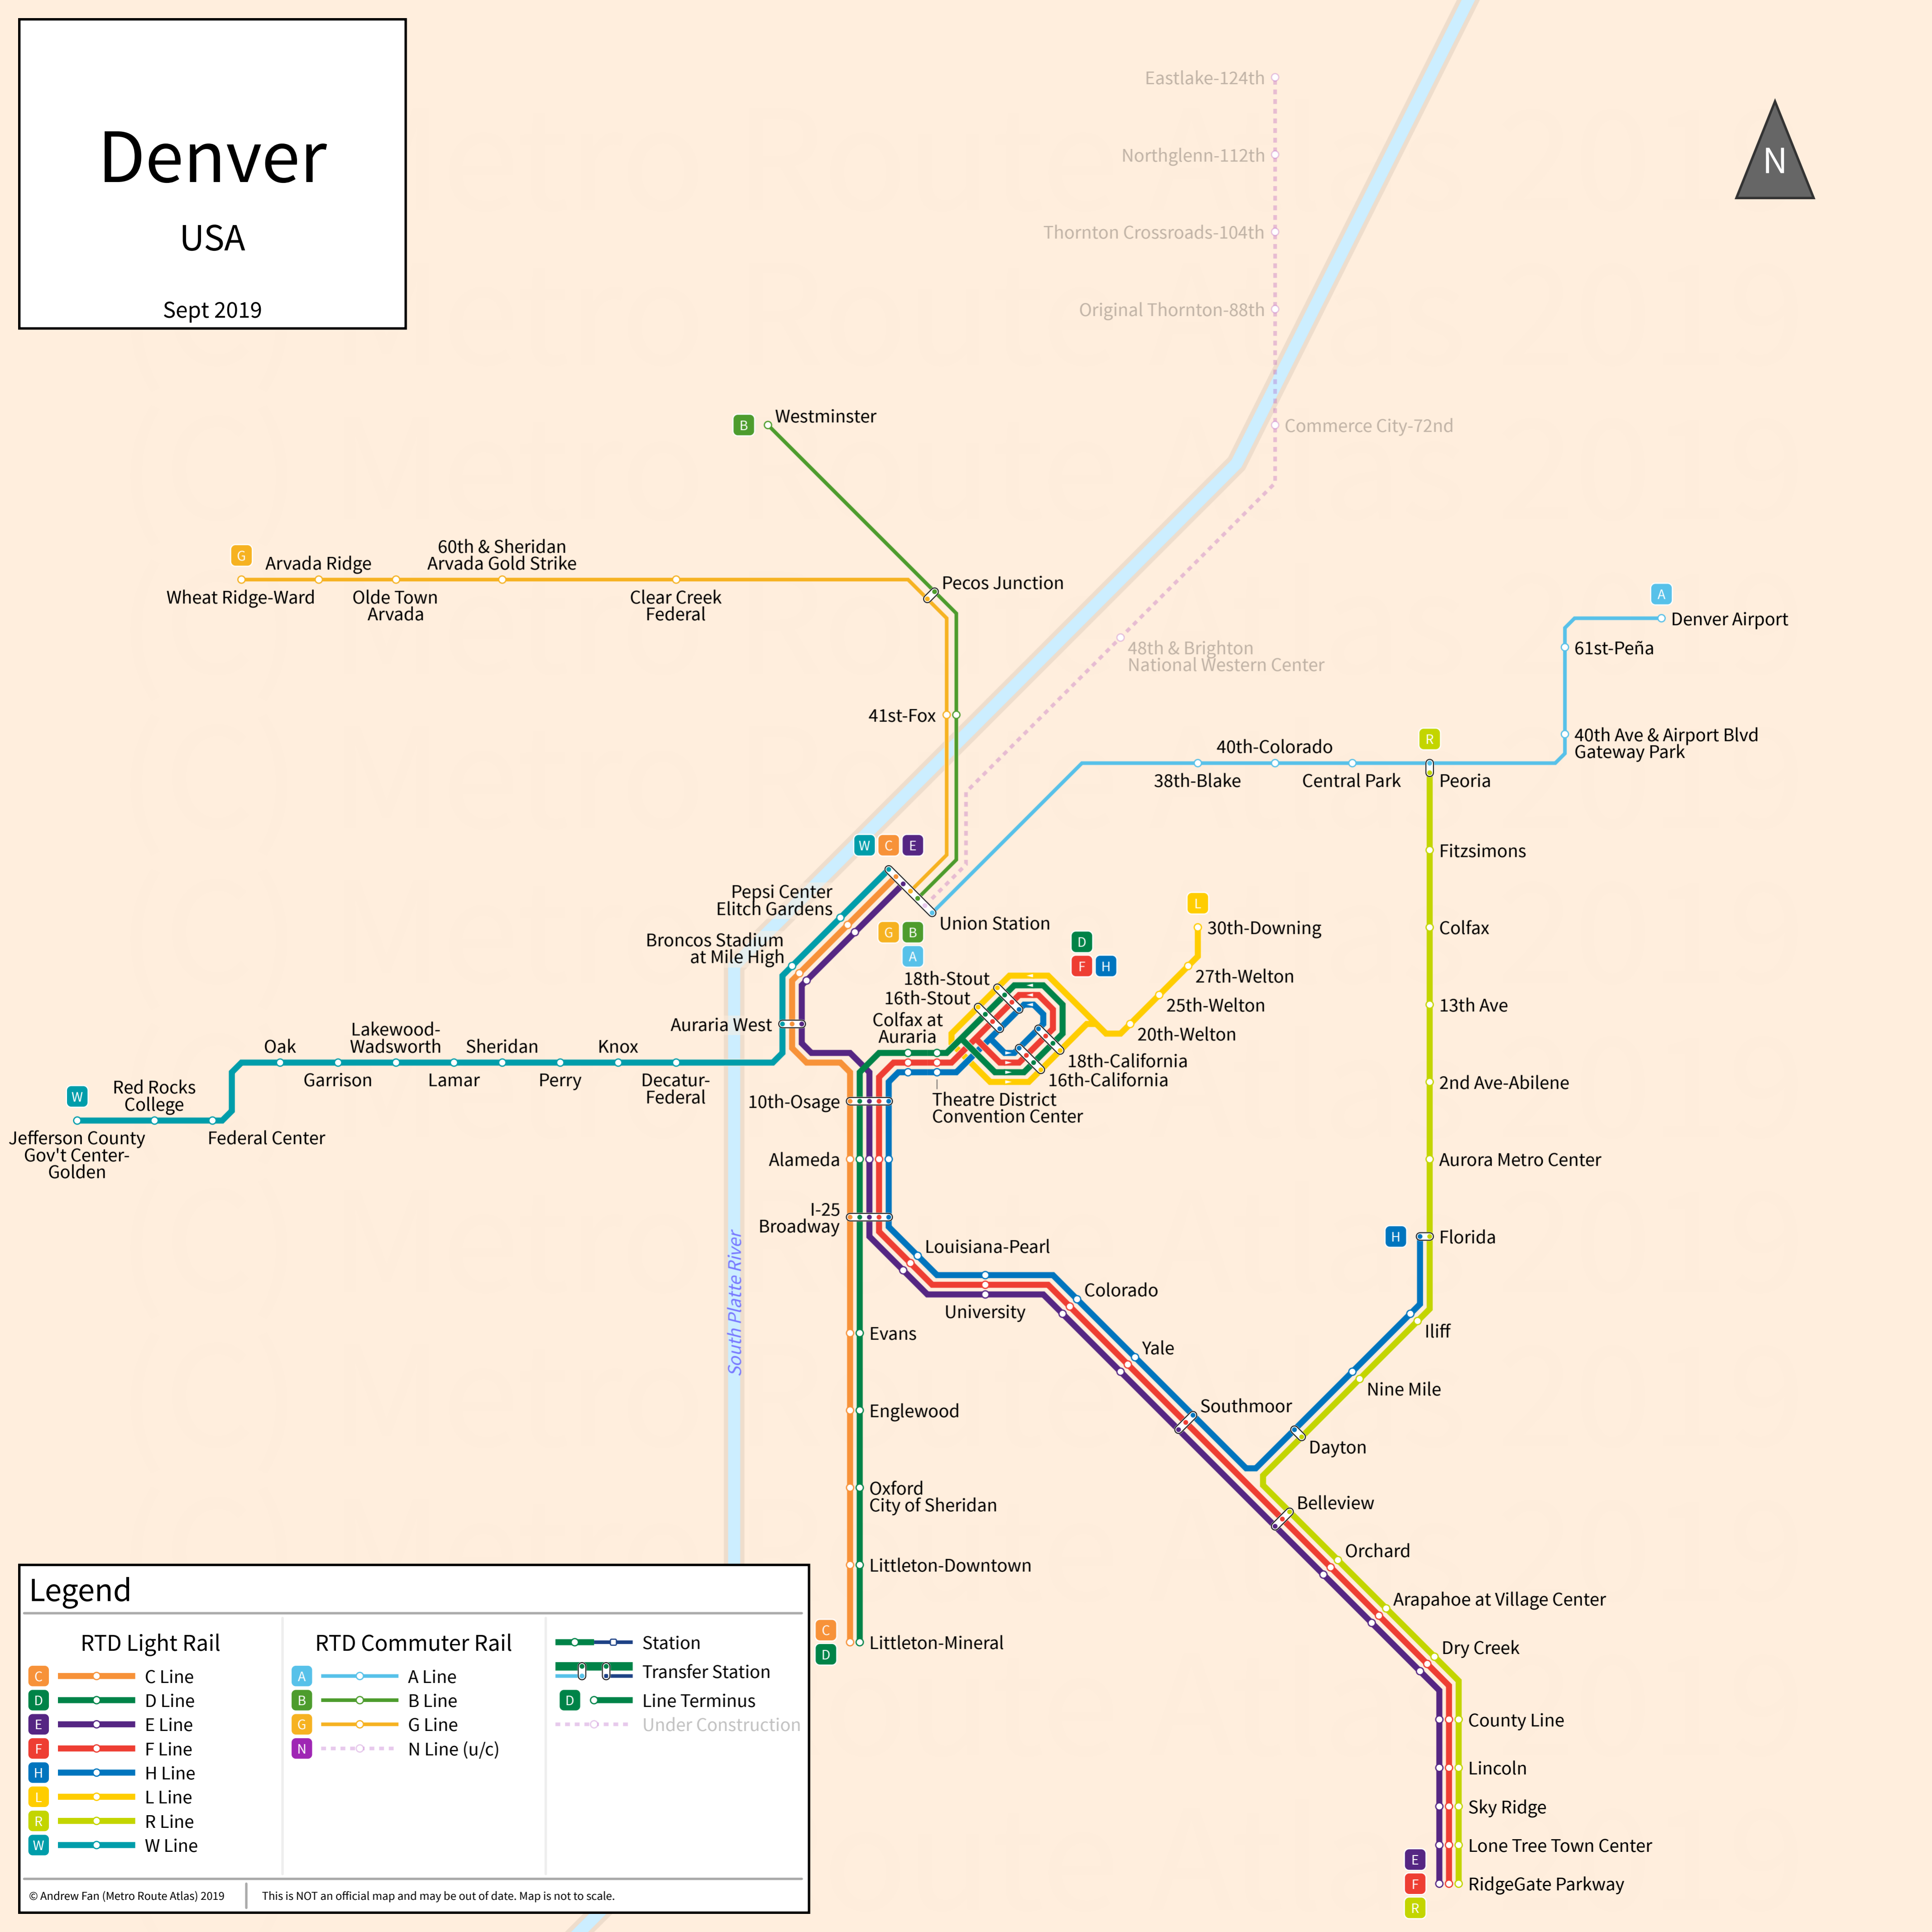 Denver
USA
Sept 2019
N
Eastlake-124th
Northglenn-112th
Thornton Crossroads-104th
Original Thornton-88th
Commerce City-72nd
48th & Brighton
National Western Center
B
Westminster
G
Wheat Ridge-Ward
Arvada Ridge
Olde Town
Arvada
60th & Sheridan
Arvada Gold Strike
Clear Creek
Federal
Pecos Junction
41st-Fox
A
Denver Airport
61st-Peña
40th Ave & Airport Blvd
Gateway Park
40th-Colorado
38th-Blake
Central Park
R
Peoria
Fitzsimons
Colfax
13th Ave
2nd Ave-Abilene
Aurora Metro Center
H
Florida
Iliff
Nine Mile
Dayton
W C E
Pepsi Center
Elitch Gardens
Union Station
G B
A
Broncos Stadium
at Mile High
Auraria West
L
30th-Downing
27th-Welton
25th-Welton
20th-Welton
D
F H
18th-Stout
16th-Stout
Colfax at
Auraria
18th-California
16th-California
Theatre District
Convention Center
W
Jefferson County
Gov't Center-
Golden
Red Rocks
College
Federal Center
Oak
Garrison
Lakewood-
Wadsworth
Lamar
Sheridan
Perry
Knox
Decatur-
Federal
10th-Osage
Alameda
I-25
Broadway
South Platte River
Louisiana-Pearl
University
Colorado
Yale
Southmoor
Belleview
Orchard
Arapahoe at Village Center
Dry Creek
County Line
Lincoln
Sky Ridge
Lone Tree Town Center
RidgeGate Parkway
E
F
R
Evans
Englewood
Oxford
City of Sheridan
Littleton-Downtown
Littleton-Mineral
C
D
Legend
RTD Light Rail
C C Line
D D Line
E E Line
F F Line
H H Line
L L Line
R R Line
W W Line
RTD Commuter Rail
A A Line
B B Line
G G Line
N N Line (u/c)
Station
Transfer Station
D Line Terminus
Under Construction
© Andrew Fan (Metro Route Atlas) 2019
This is NOT an official map and may be out of date. Map is not to scale.